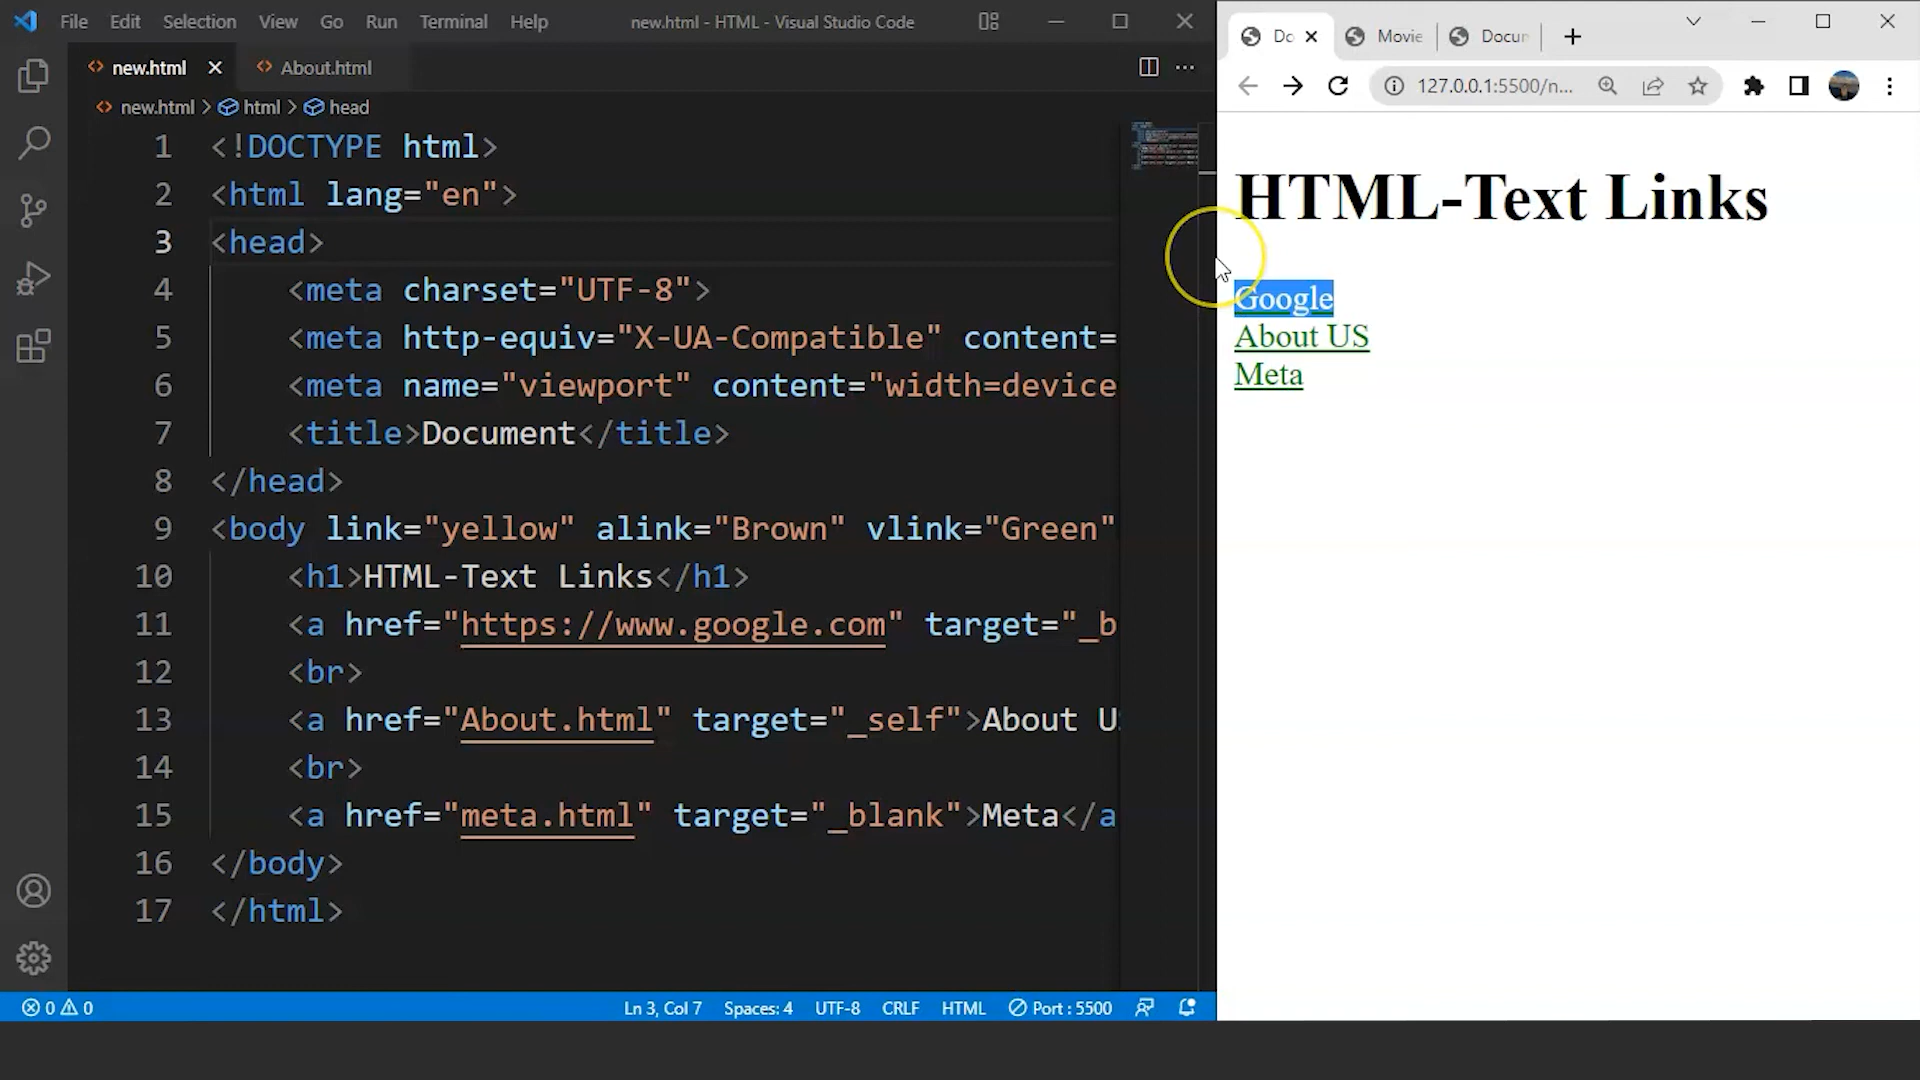 File Edit Selection View Go Run Terminal Help new.html - HTML - Visual Studio Code
new.html About.html
new.html > html > head
1 <!DOCTYPE html>
2 <html lang="en">
3 <head>
4 <meta charset="UTF-8">
5 <meta http-equiv="X-UA-Compatible" content=
6 <meta name="viewport" content="width=device
7 <title>Document</title>
8 </head>
9 <body link="yellow" alink="Brown" vlink="Green"
10 <h1>HTML-Text Links</h1>
11 <a href="https://www.google.com" target="_b
12 <br>
13 <a href="About.html" target="_self">About U
14 <br>
15 <a href="meta.html" target="_blank">Meta</a
16 </body>
17 </html>
0 0 Ln 3, Col 7 Spaces: 4 UTF-8 CRLF HTML Port : 5500
Do Movie Docum
127.0.0.1:5500/n...
HTML-Text Links
Google
About US
Meta